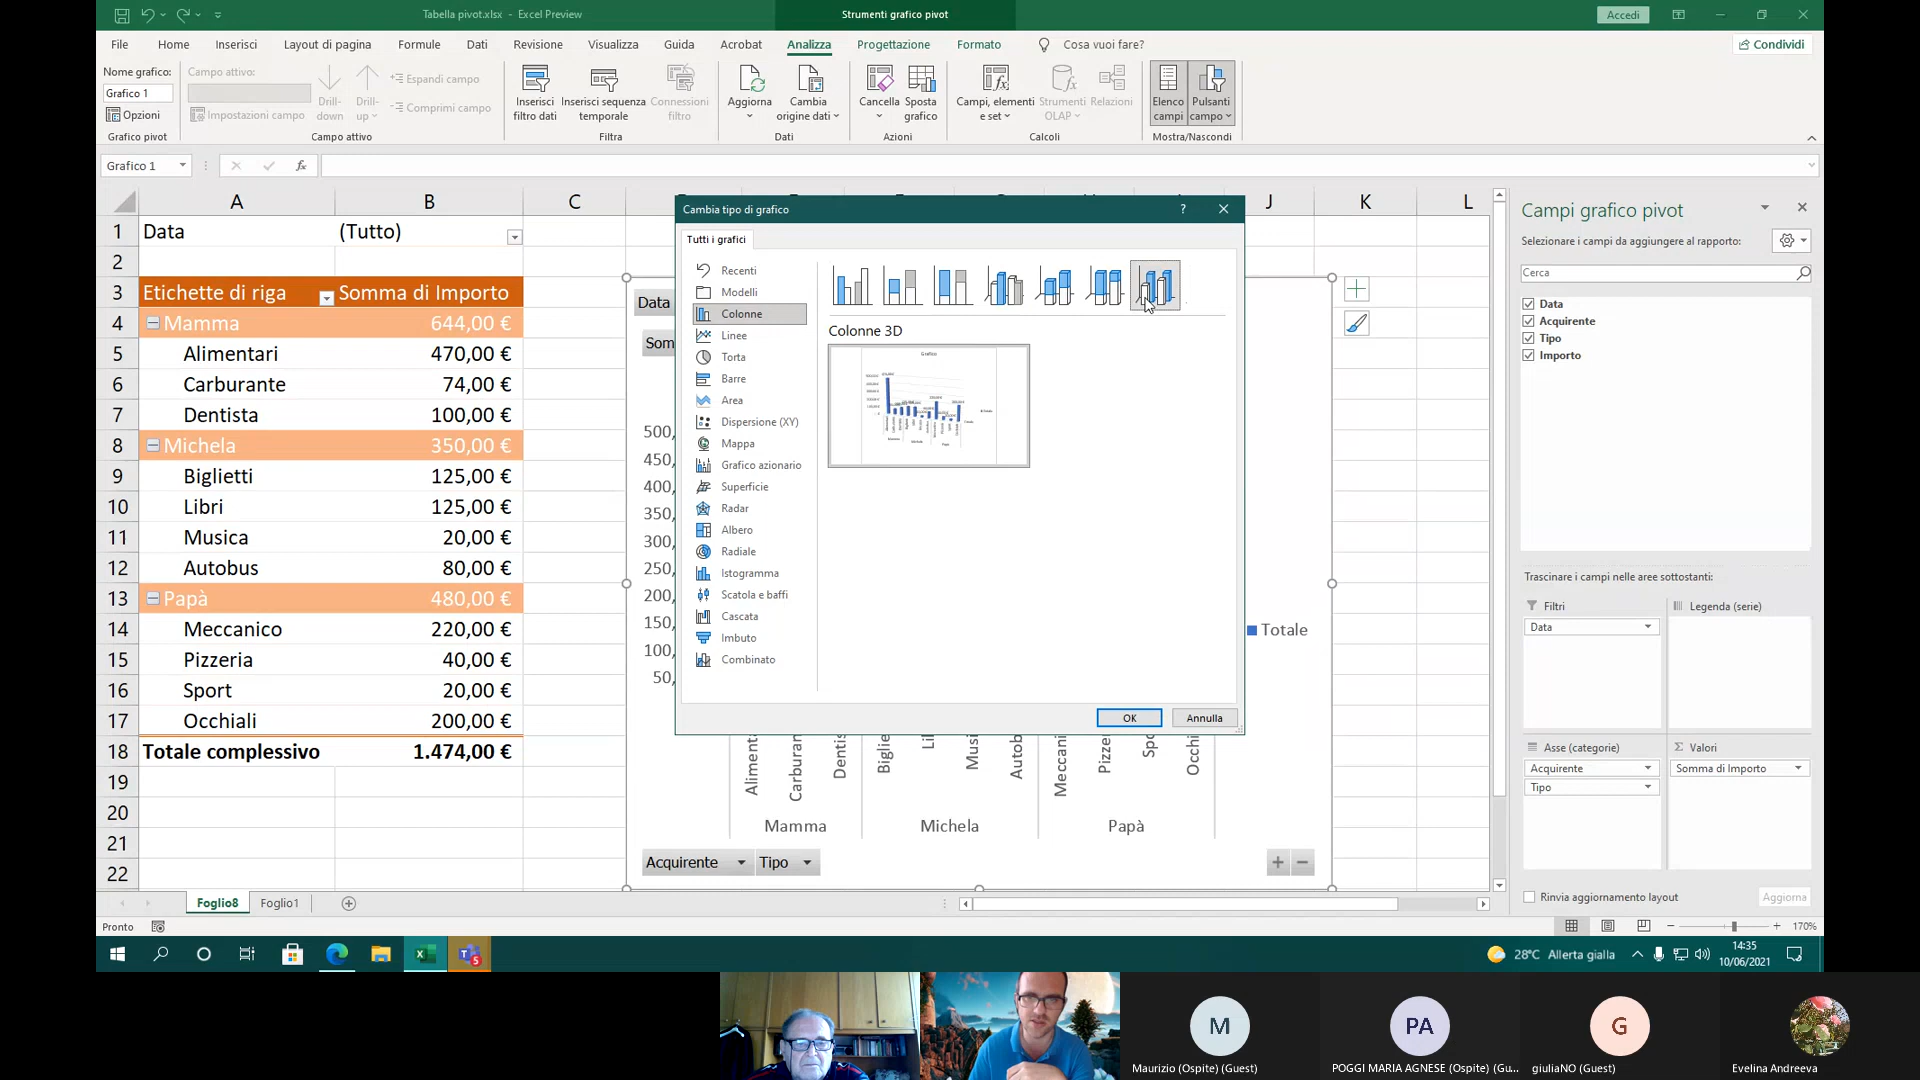 Tabella pivot.xlsx - Excel Preview
Strumenti grafico pivot
Accedi
File Home Inserisci Layout di pagina Formule Dati Revisione Visualizza Guida Acrobat Analizza Progettazione Formato Cosa vuoi fare? Condividi
Nome grafico:
Grafico 1
Opzioni
Grafico pivot
Campo attivo:
Impostazioni campo
Drill-down
Drill-up
Espandi campo
Comprimi campo
Campo attivo
Inserisci filtro dati
Inserisci sequenza temporale
Connessioni filtro
Filtra
Aggiorna
Cambia origine dati
Dati
Cancella
Sposta grafico
Azioni
Campi, elementi e set
Strumenti OLAP
Relazioni
Calcoli
Elenco campi
Pulsanti campo
Mostra/Nascondi
Grafico 1
fx
A B C J K L
1 Data (Tutto)
2
3 Etichette di riga Somma di Importo
4 Mamma 644,00 €
5 Alimentari 470,00 €
6 Carburante 74,00 €
7 Dentista 100,00 €
8 Michela 350,00 €
9 Biglietti 125,00 €
10 Libri 125,00 €
11 Musica 20,00 €
12 Autobus 80,00 €
13 Papà 480,00 €
14 Meccanico 220,00 €
15 Pizzeria 40,00 €
16 Sport 20,00 €
17 Occhiali 200,00 €
18 Totale complessivo 1.474,00 €
19
20
21
22
Data
Som
500,
450,
400,
350,
300,
250,
200,
150,
100,
50,
Totale
Alimenta
Carburan
Dentis
Biglie
Li
Musi
Autob
Meccani
Pizzer
Spo
Occhi
Mamma Michela Papà
Acquirente Tipo
+ −
Cambia tipo di grafico
?
Tutti i grafici
Recenti
Modelli
Colonne
Linee
Torta
Barre
Area
Dispersione (XY)
Mappa
Grafico azionario
Superficie
Radar
Albero
Radiale
Istogramma
Scatola e baffi
Cascata
Imbuto
Combinato
Colonne 3D
OK Annulla
Campi grafico pivot
Selezionare i campi da aggiungere al rapporto:
Cerca
Data
Acquirente
Tipo
Importo
Trascinare i campi nelle aree sottostanti:
Filtri
Data
Legenda (serie)
Asse (categorie)
Acquirente
Tipo
Σ Valori
Somma di Importo
Rinvia aggiornamento layout
Aggiorna
Foglio8 Foglio1
Pronto
170%
28°C Allerta gialla
14:35
10/06/2021
M
Maurizio (Ospite) (Guest)
PA
POGGI MARIA AGNESE (Ospite) (Gu...
G
giuliaNO (Guest)
Evelina Andreeva